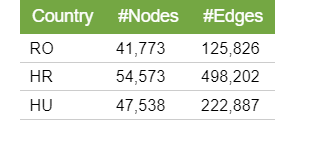 Country #Nodes #Edges
RO 41,773 125,826
HR 54,573 498,202
HU 47,538 222,887